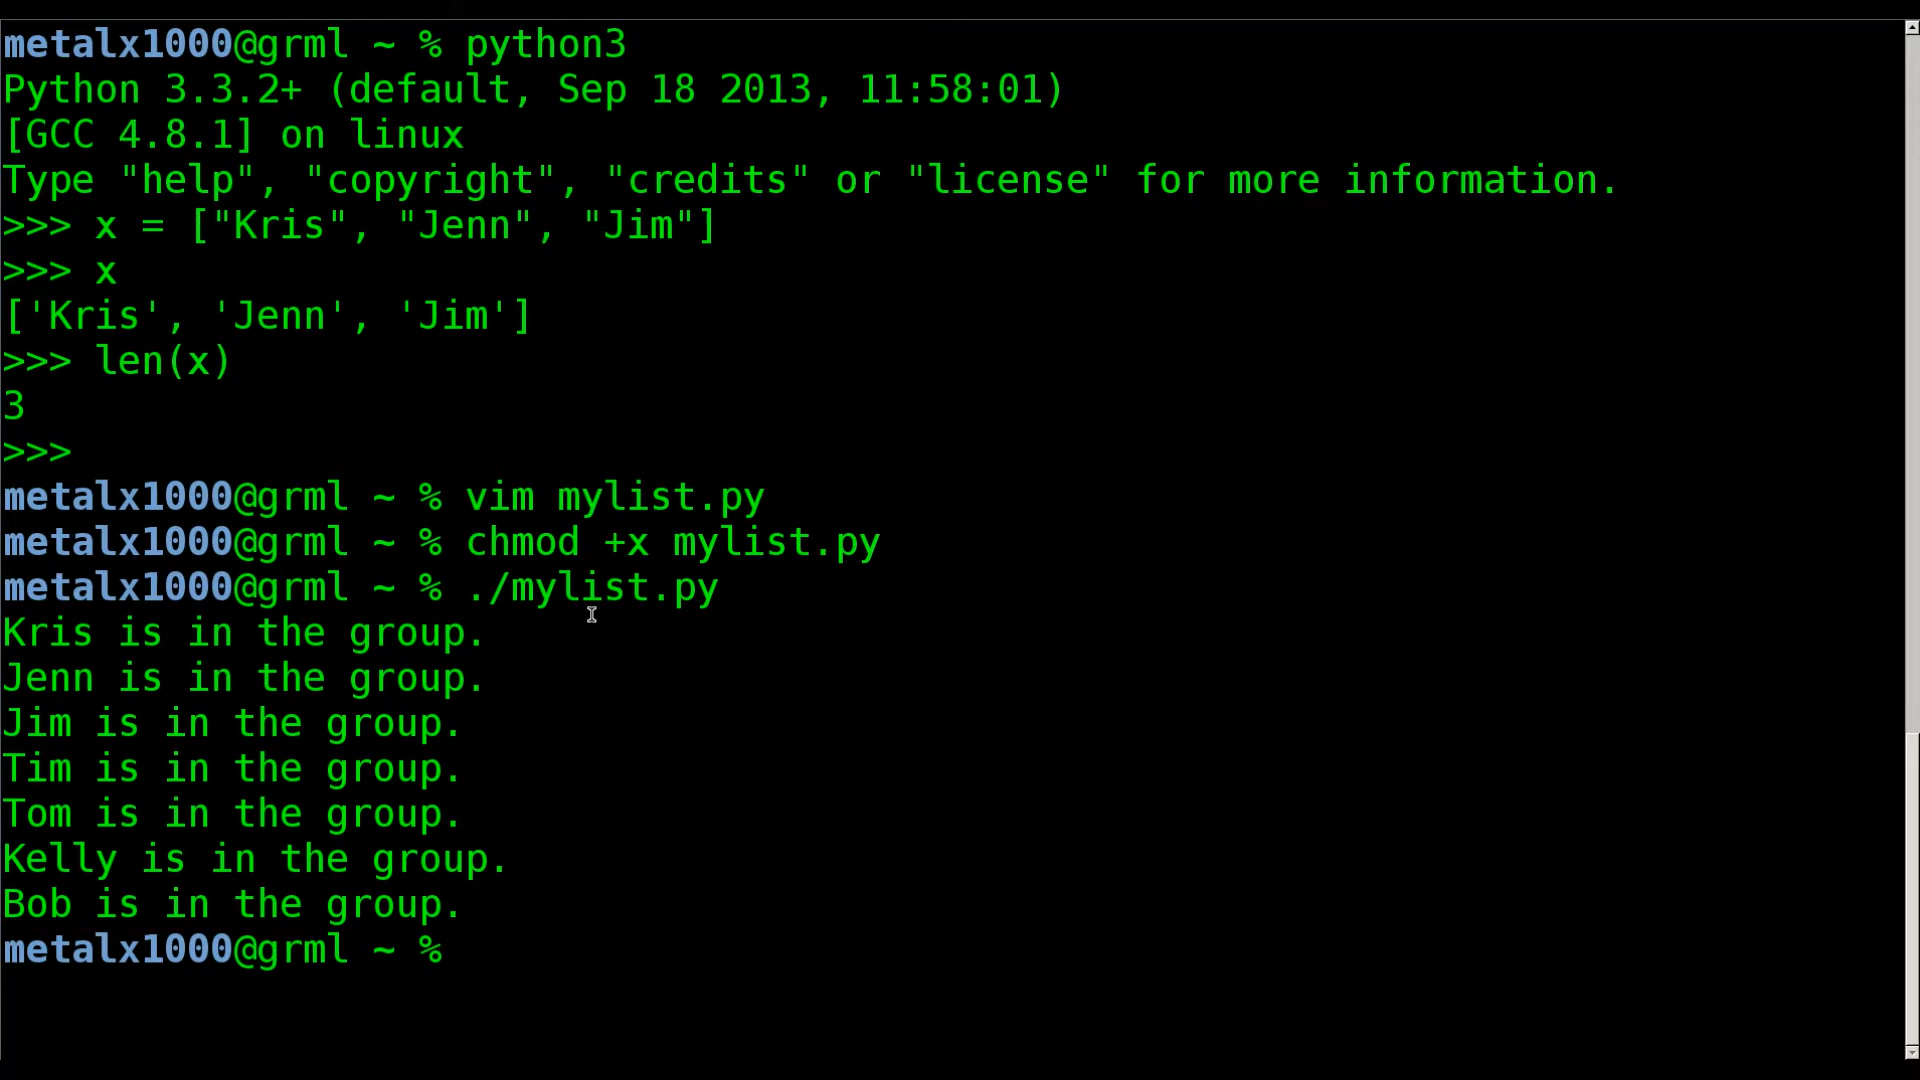 metalx1000@grml ~ % python3
Python 3.3.2+ (default, Sep 18 2013, 11:58:01)
[GCC 4.8.1] on linux
Type "help", "copyright", "credits" or "license" for more information.
>>> x = ["Kris", "Jenn", "Jim"]
>>> x
['Kris', 'Jenn', 'Jim']
>>> len(x)
3
>>>
metalx1000@grml ~ % vim mylist.py
metalx1000@grml ~ % chmod +x mylist.py
metalx1000@grml ~ % ./mylist.py
Kris is in the group.
Jenn is in the group.
Jim is in the group.
Tim is in the group.
Tom is in the group.
Kelly is in the group.
Bob is in the group.
metalx1000@grml ~ %